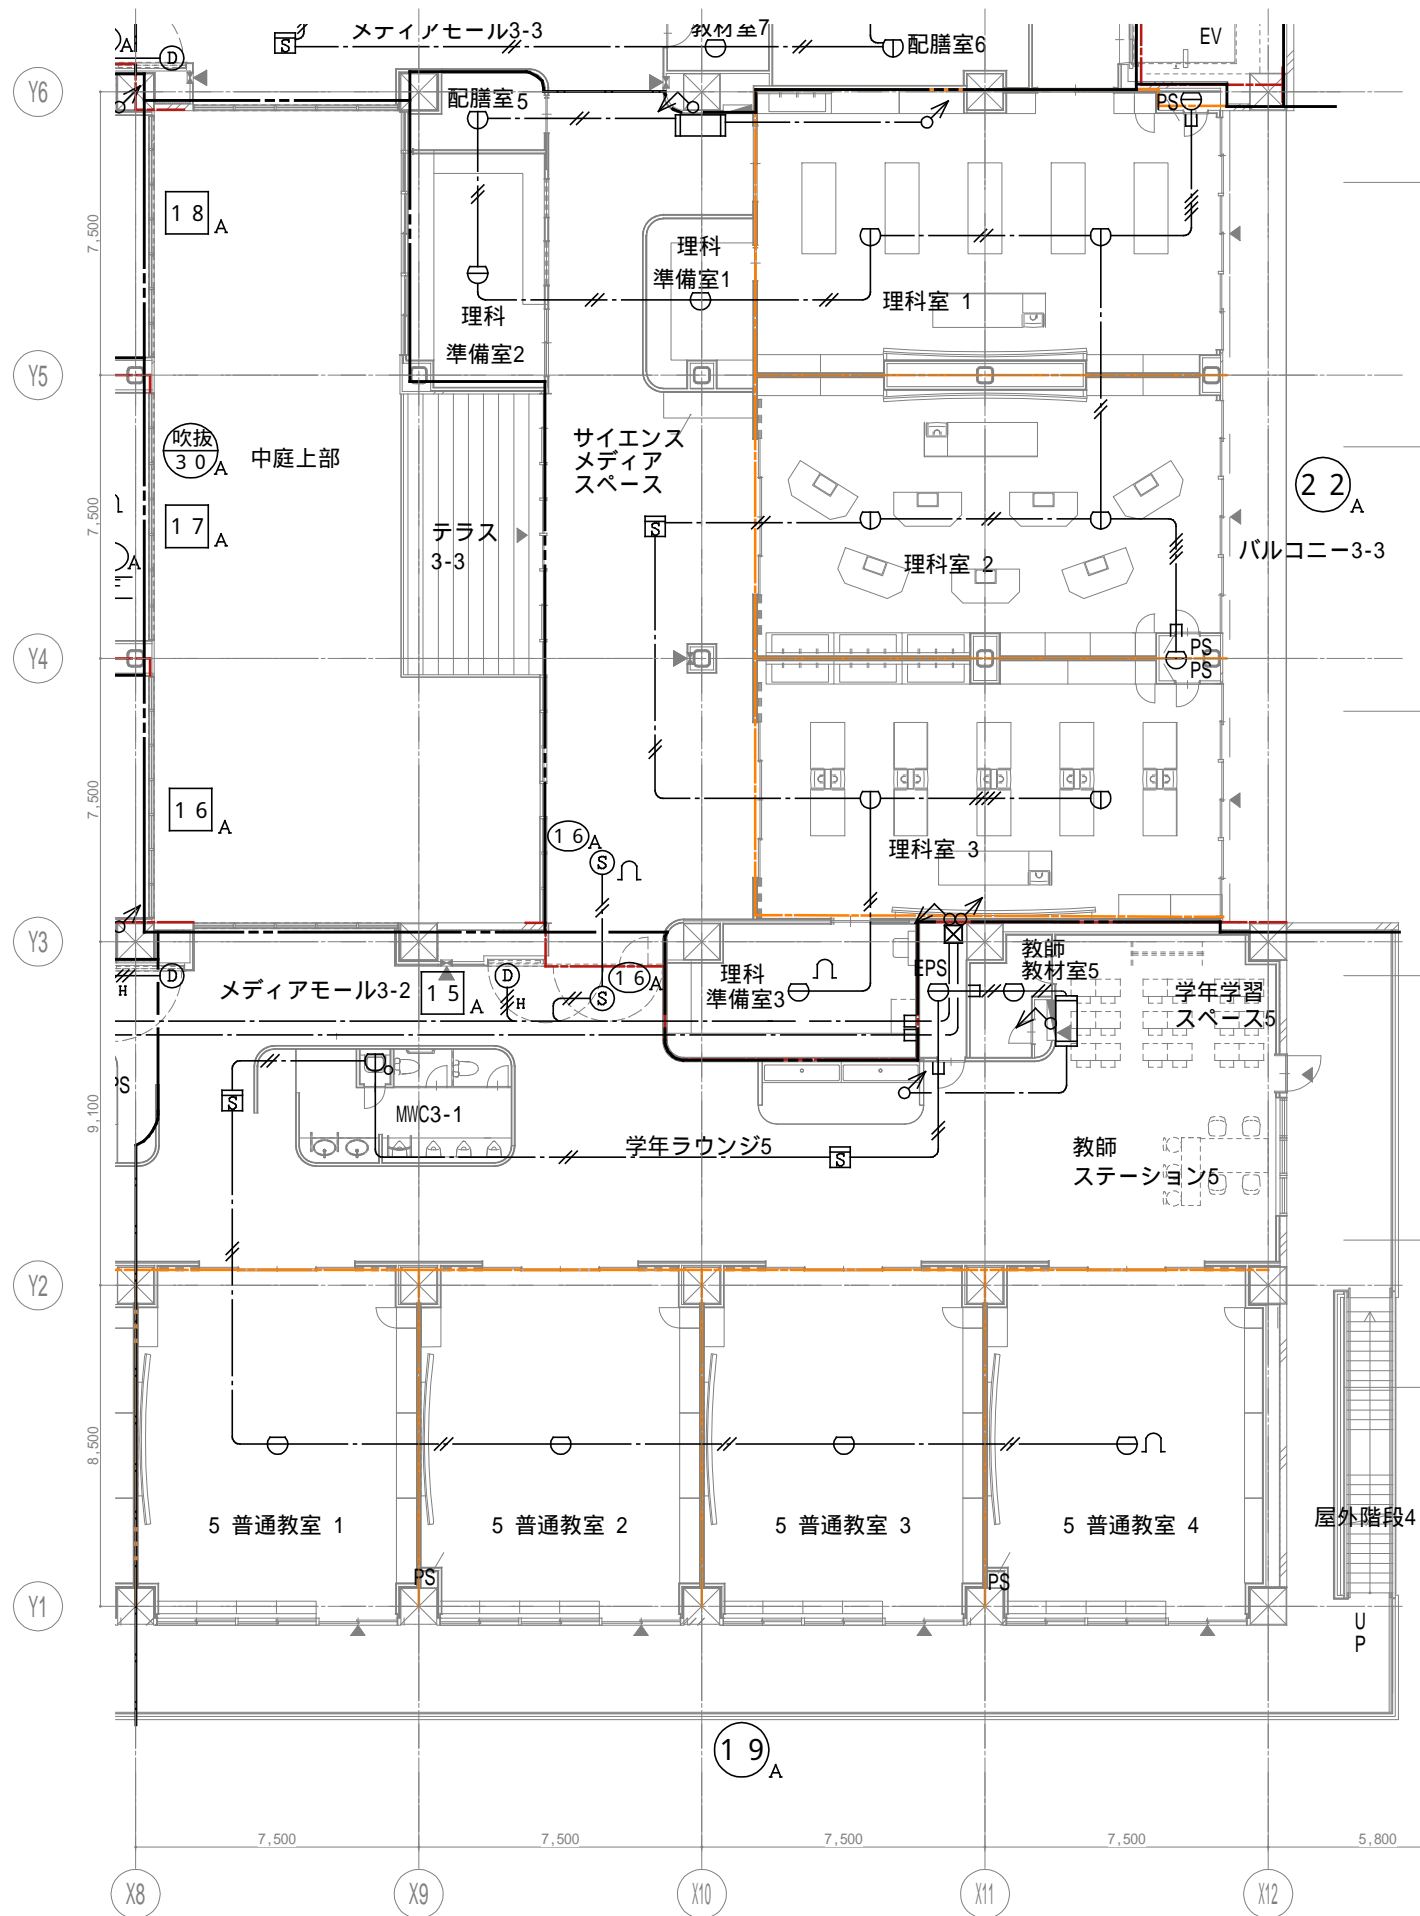 メディアモール3-3
教材室7
配膳室6
EV
A
D
S
Y6
配膳室5
PS
18
A
7,500
理科
準備室1
理科室 1
理科
準備室2
Y5
吹抜
30
A
中庭上部
サイエンス
メディア
スペース
22
A
17
A
7,500
テラス
3-3
S
理科室 2
バルコニー3-3
A
Y4
PS
PS
7,500
16
A
16
A
S
理科室 3
Y3
D
H
メディアモール3-2
15
A
D
H
S
16
A
理科
準備室3
EPS
教師
教材室5
学年学習
スペース5
PS
S
MWC3-1
9,100
学年ラウンジ5
S
教師
ステーション5
Y2
8,500
5 普通教室 1
5 普通教室 2
5 普通教室 3
5 普通教室 4
屋外階段4
PS
PS
Y1
U
P
19
A
7,500
7,500
7,500
7,500
5,800
X8
X9
X10
X11
X12